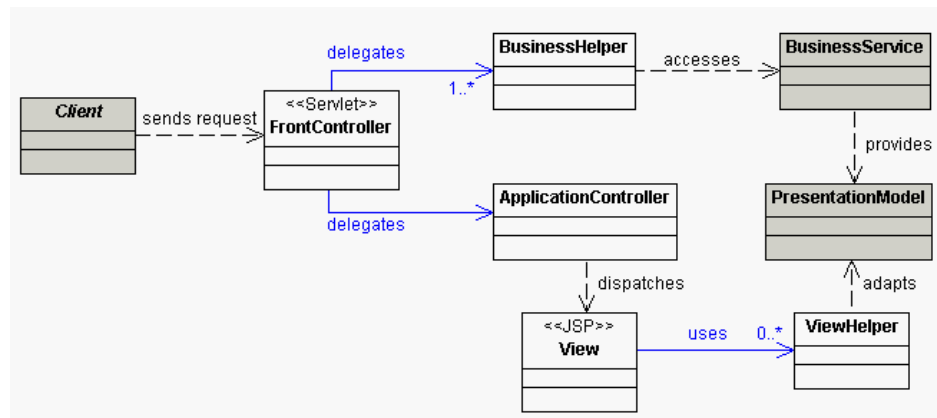 delegates
BusinessHelper
accesses
BusinessService
1..*
Client
sends request
<<Servlet>>
FrontController
provides
delegates
ApplicationController
PresentationModel
dispatches
adapts
<<JSP>>
View
uses
0..*
ViewHelper